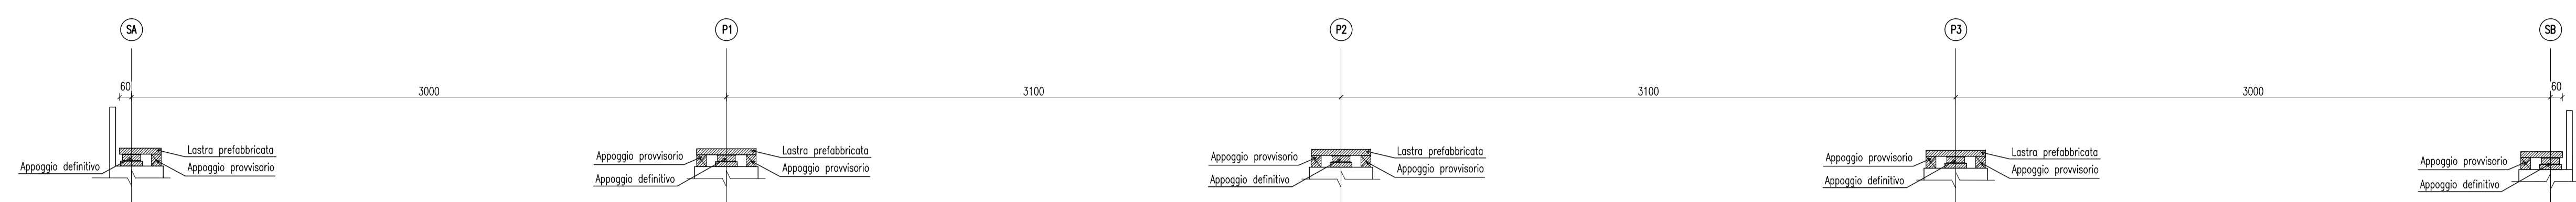 SA
P1
P2
P3
SB
60
3000
3100
3100
3000
60
Lastra prefabbricata
Appoggio definitivo
Appoggio provvisorio
Appoggio provvisorio
Lastra prefabbricata
Appoggio definitivo
Appoggio provvisorio
Appoggio provvisorio
Lastra prefabbricata
Appoggio definitivo
Appoggio provvisorio
Appoggio provvisorio
Lastra prefabbricata
Appoggio definitivo
Appoggio provvisorio
Appoggio provvisorio
Appoggio definitivo